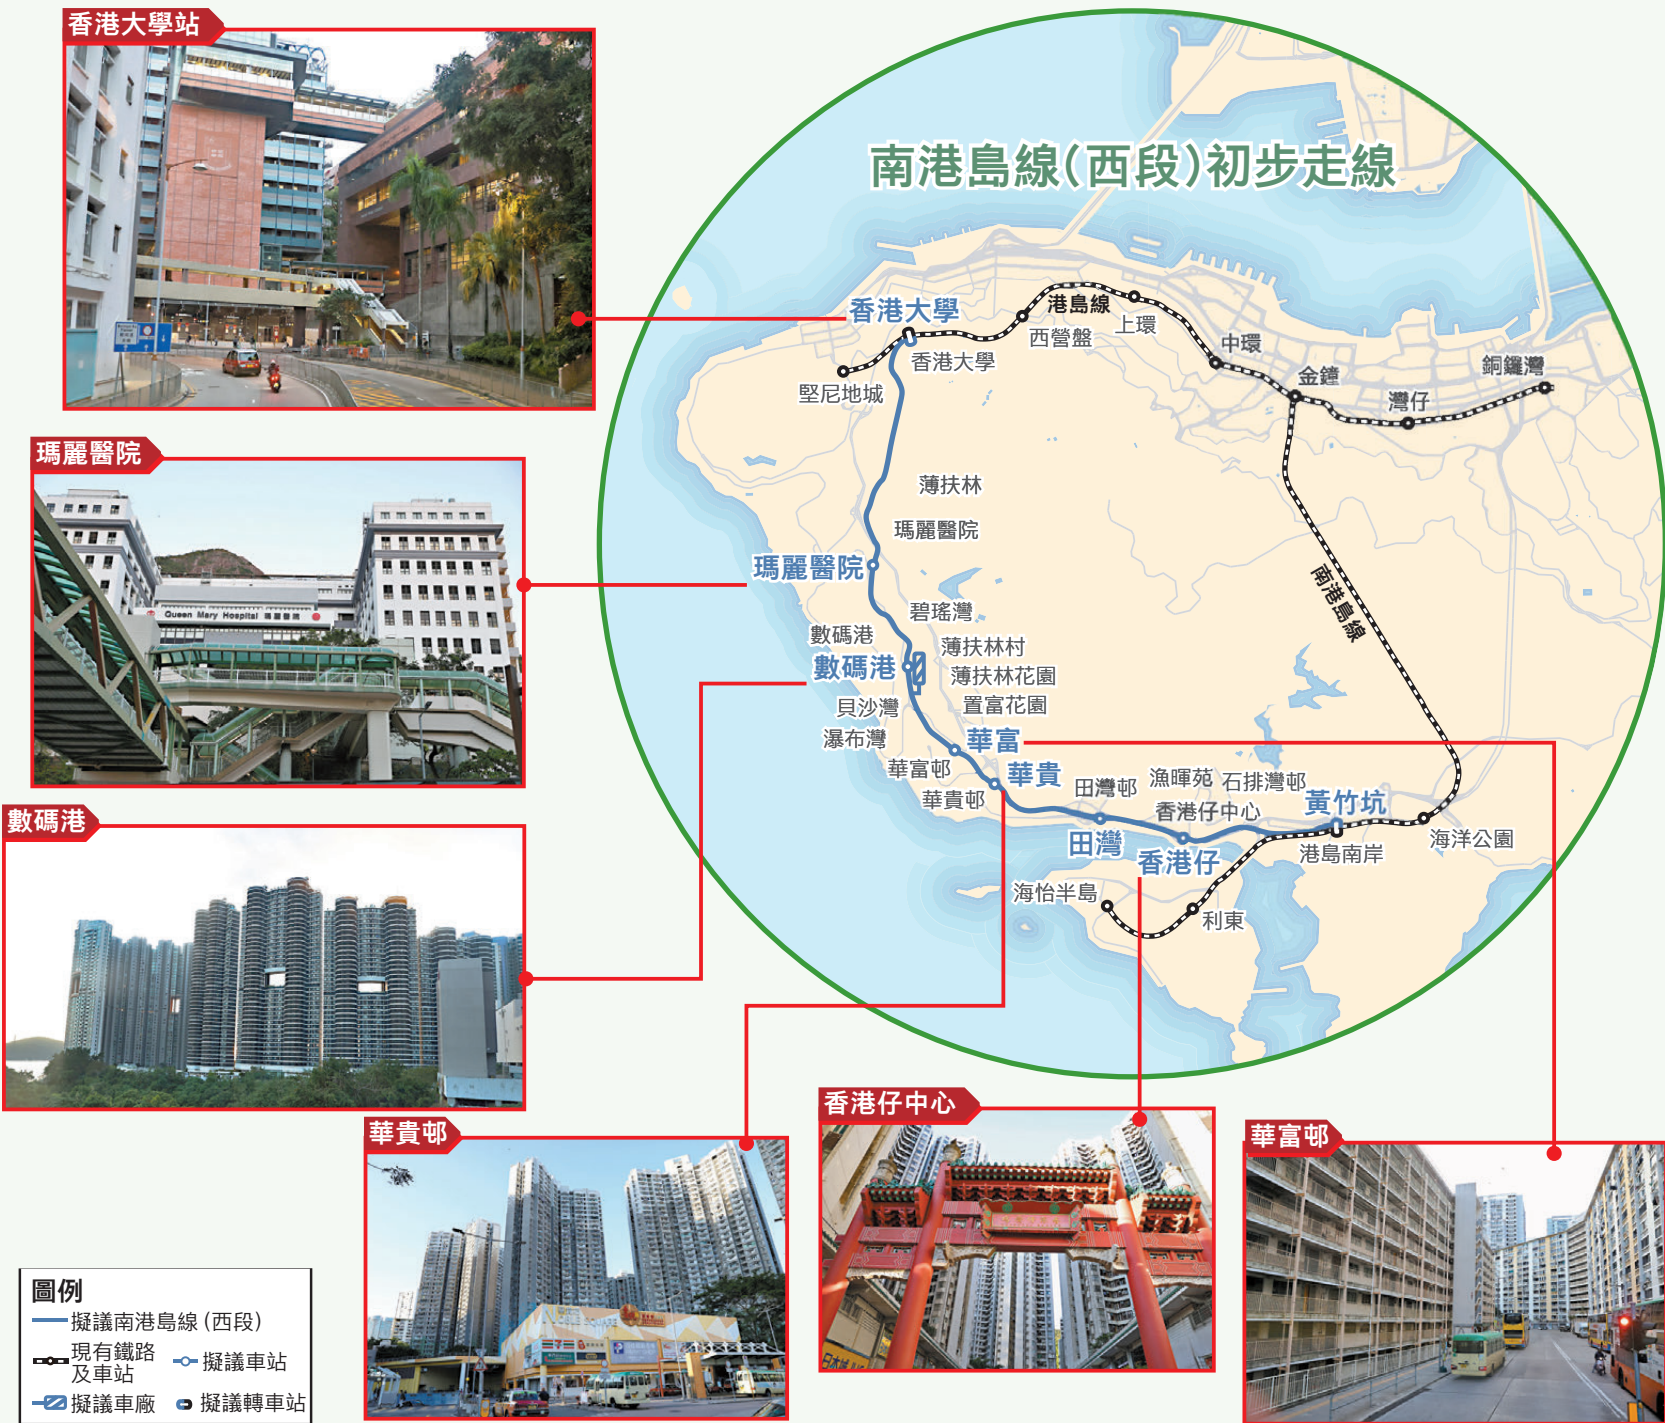 香港大學站
南港島線(西段)初步走線
香港大學
港島線
上環
西營盤
香港大學
堅尼地城
中環
金鐘
灣仔
銅鑼灣
瑪麗醫院
Queen Mary Hospital 瑪麗醫院
薄扶林
瑪麗醫院
瑪麗醫院
南港島線
碧瑤灣
數碼港
薄扶林村
數碼港
薄扶林花園
貝沙灣
置富花園
瀑布灣
華富
華富邨
華貴
華貴邨
田灣邨
漁暉苑
石排灣邨
香港仔中心
黃竹坑
田灣
香港仔
港島南岸
海洋公園
海怡半島
利東
數碼港
華貴邨
香港仔中心
華富邨
圖例
擬議南港島線 (西段)
現有鐵路
及車站
擬議車站
擬議車廠
擬議轉車站